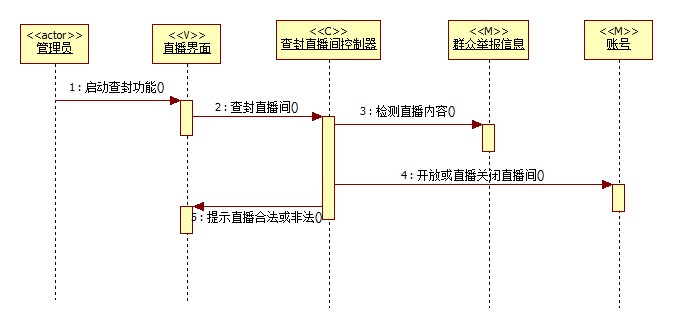 <<actor>>
管理员
<<V>>
直播界面
<<C>>
查封直播间控制器
<<M>>
群众举报信息
<<M>>
账号
1 : 启动查封功能()
2 : 查封直播间()
3 : 检测直播内容()
4 : 开放或直播关闭直播间()
5 : 提示直播合法或非法()